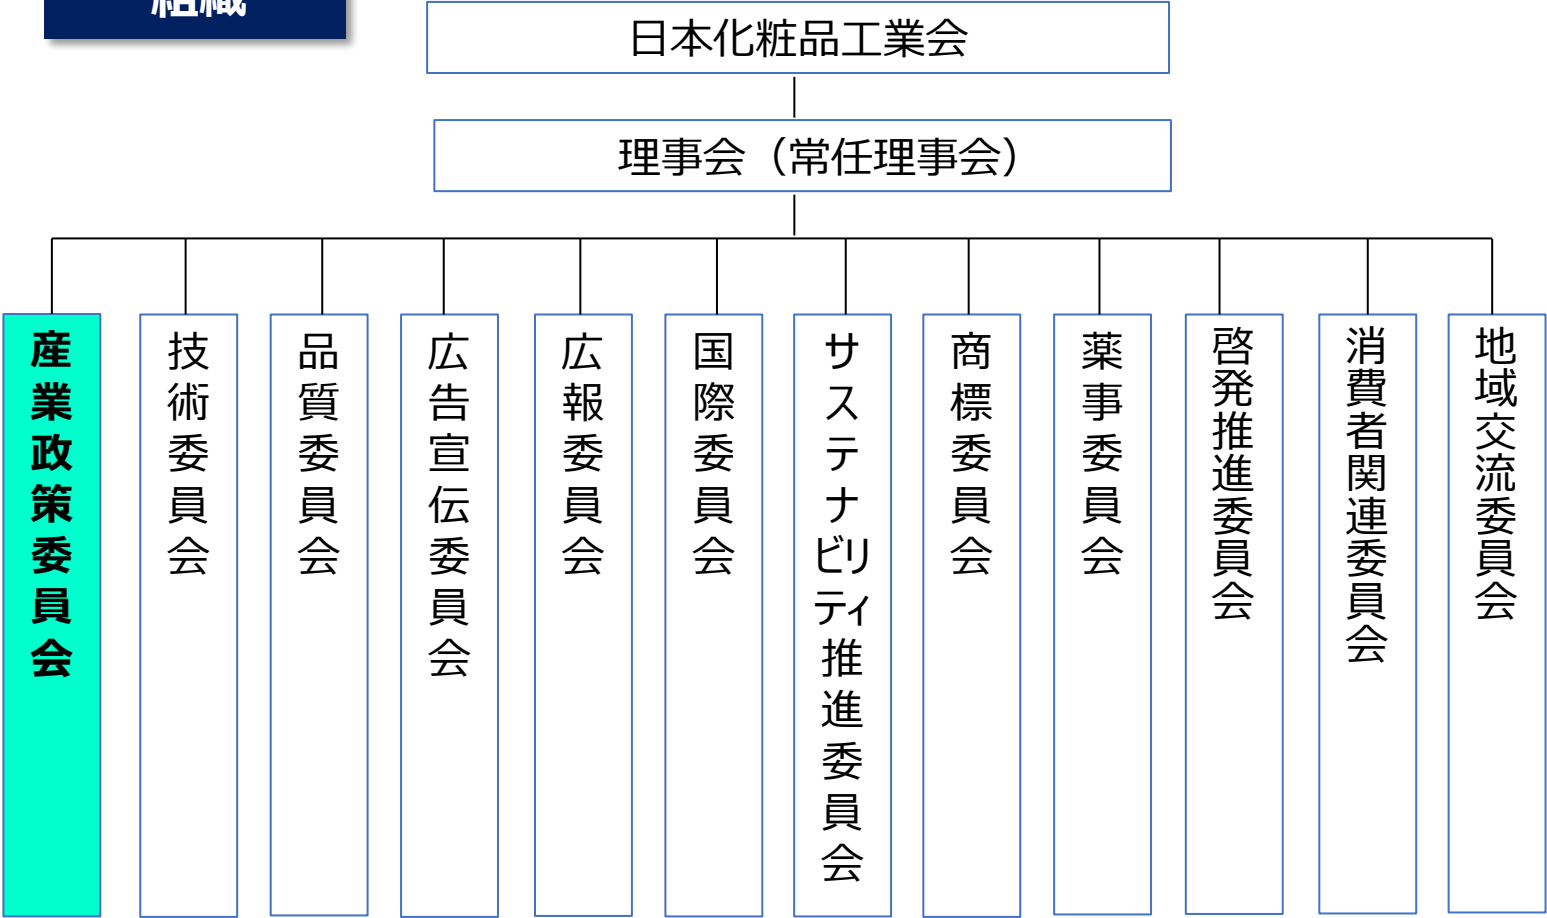 組織
日本化粧品工業会
理事会（常任理事会）
産業政策委員会
技術委員会
品質委員会
広告宣伝委員会
広報委員会
国際委員会
サステナビリティ推進委員会
商標委員会
薬事委員会
啓発推進委員会
消費者関連委員会
地域交流委員会